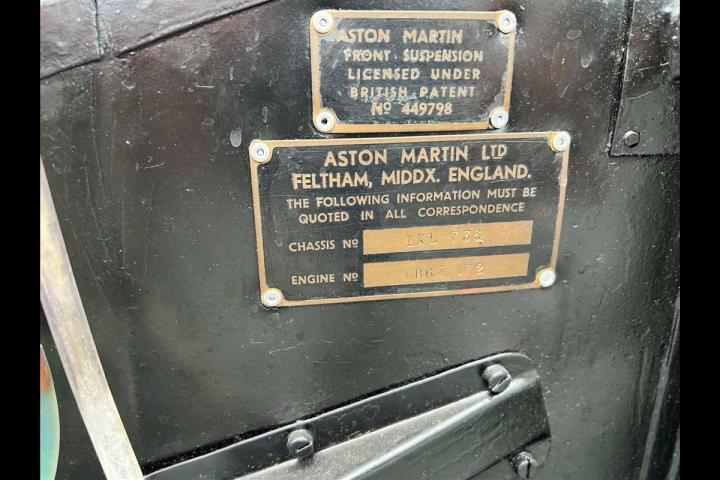 ASTON MARTIN
FRONT SUSPENSION
LICENSED UNDER
BRITISH PATENT
Nº 449798
ASTON MARTIN LTD
FELTHAM, MIDDX. ENGLAND.
THE FOLLOWING INFORMATION MUST BE
QUOTED IN ALL CORRESPONDENCE
CHASSIS Nº
ENGINE Nº